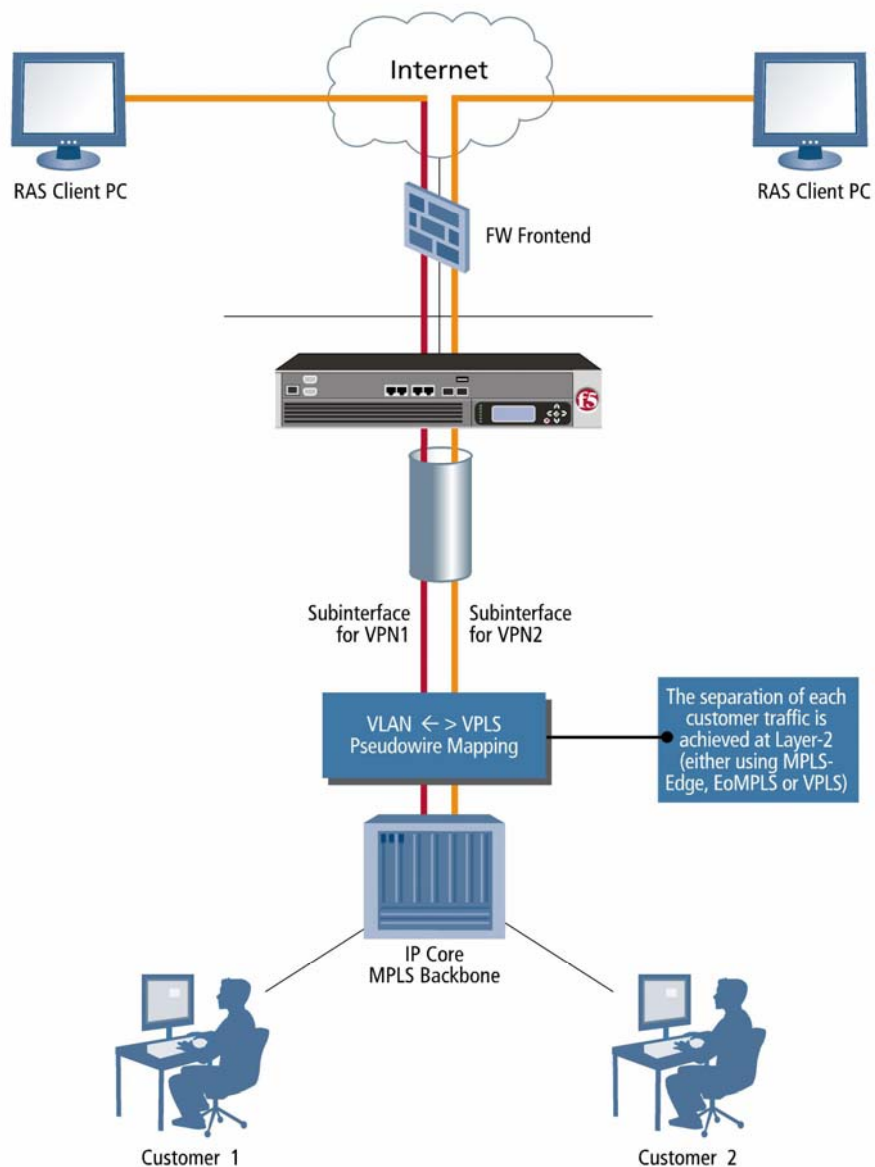 Internet
RAS Client PC
RAS Client PC
FW Frontend
f5
Subinterface
for VPN1
Subinterface
for VPN2
VLAN ← > VPLS
Pseudowire Mapping
The separation of each
customer traffic is
achieved at Layer-2
(either using MPLS-
Edge, EoMPLS or VPLS)
IP Core
MPLS Backbone
Customer 1
Customer 2